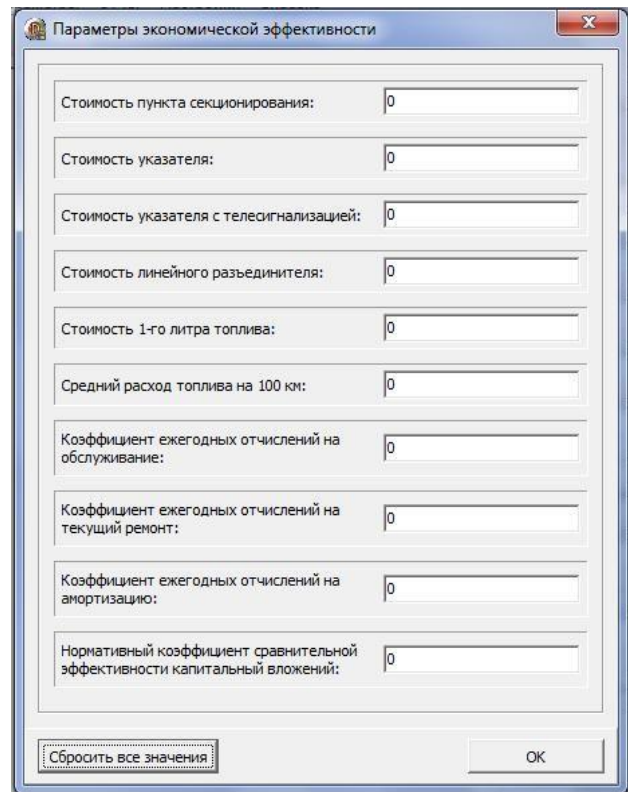 Параметры экономической эффективности
Стоимость пункта секционирования:
0
Стоимость указателя:
0
Стоимость указателя с телесигнализацией:
0
Стоимость линейного разъединителя:
0
Стоимость 1-го литра топлива:
0
Средний расход топлива на 100 км:
0
Коэффициент ежегодных отчислений на
обслуживание:
0
Коэффициент ежегодных отчислений на
текущий ремонт:
0
Коэффициент ежегодных отчислений на
амортизацию:
0
Нормативный коэффициент сравнительной
эффективности капитальный вложений:
0
Сбросить все значения
OK